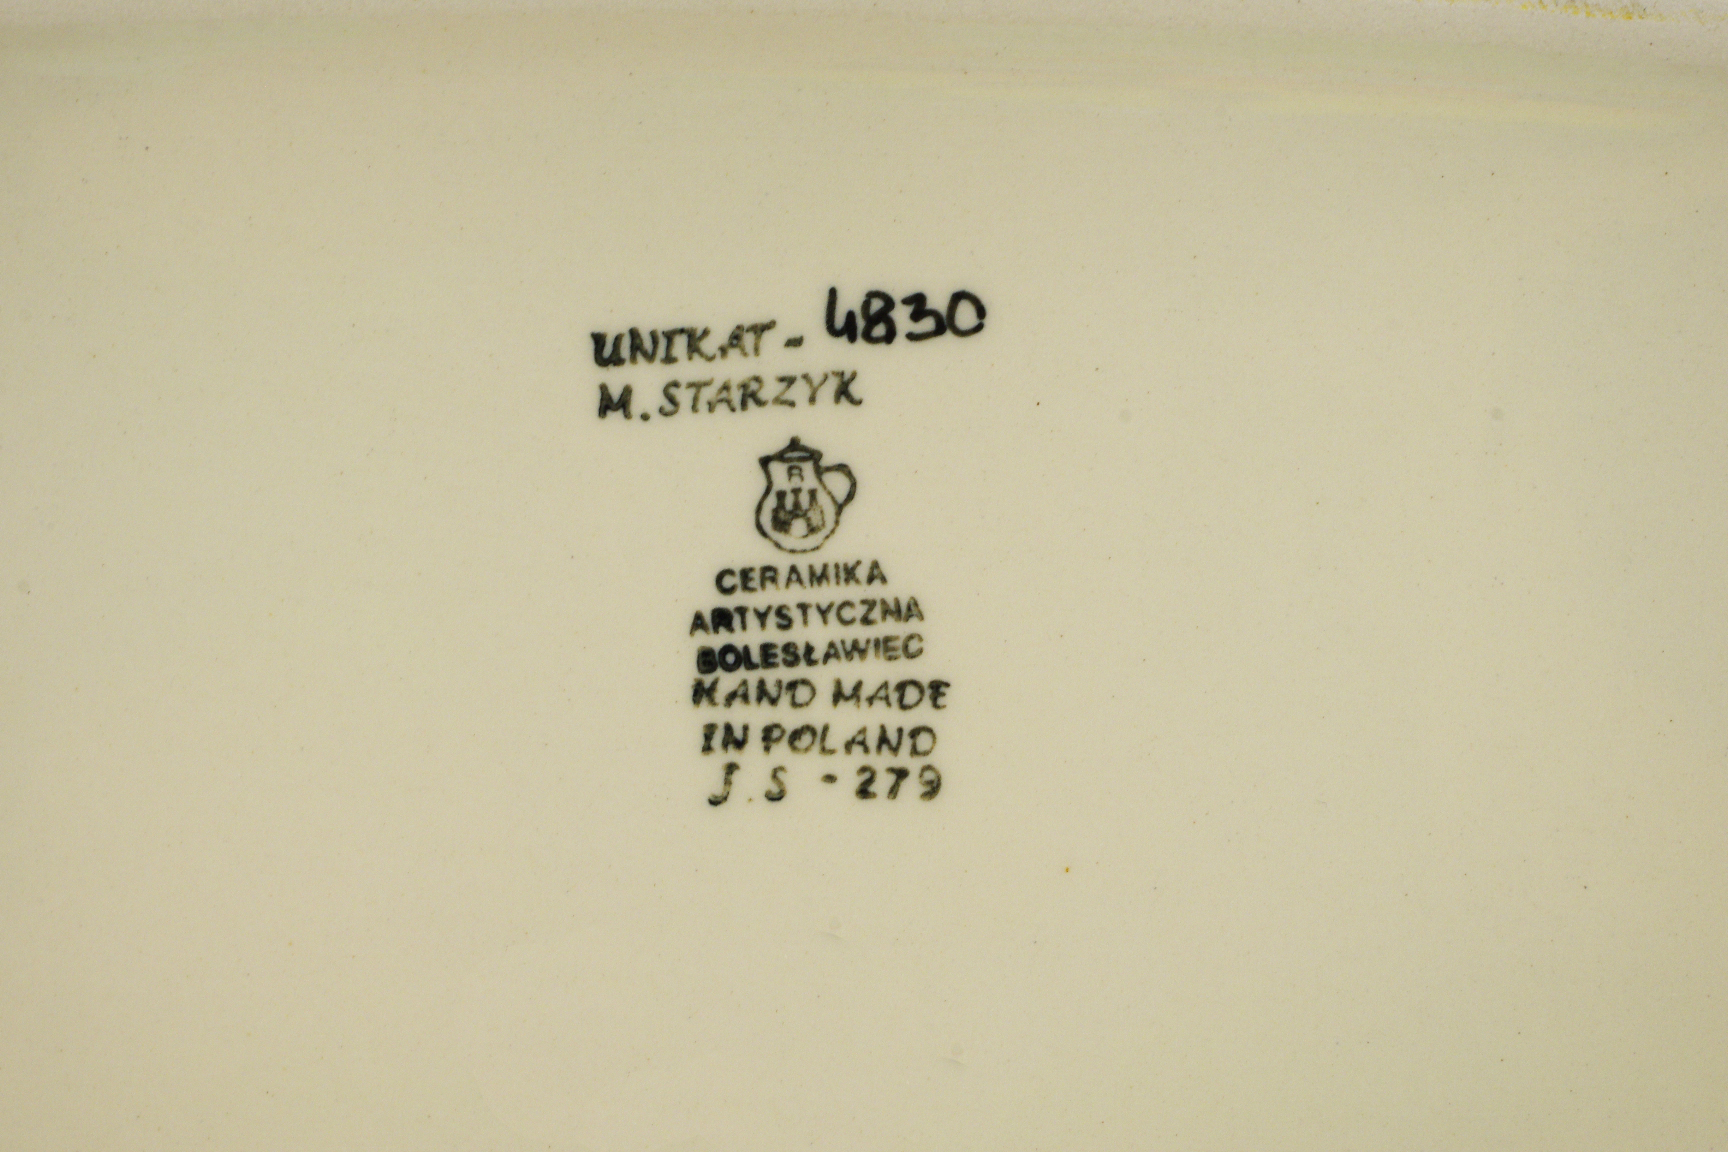 UNIKAT - 4830
M. STARZYK
B
CERAMIKA
ARTYSTYCZNA
BOLESŁAWIEC
HAND MADE
IN POLAND
J.S - 279